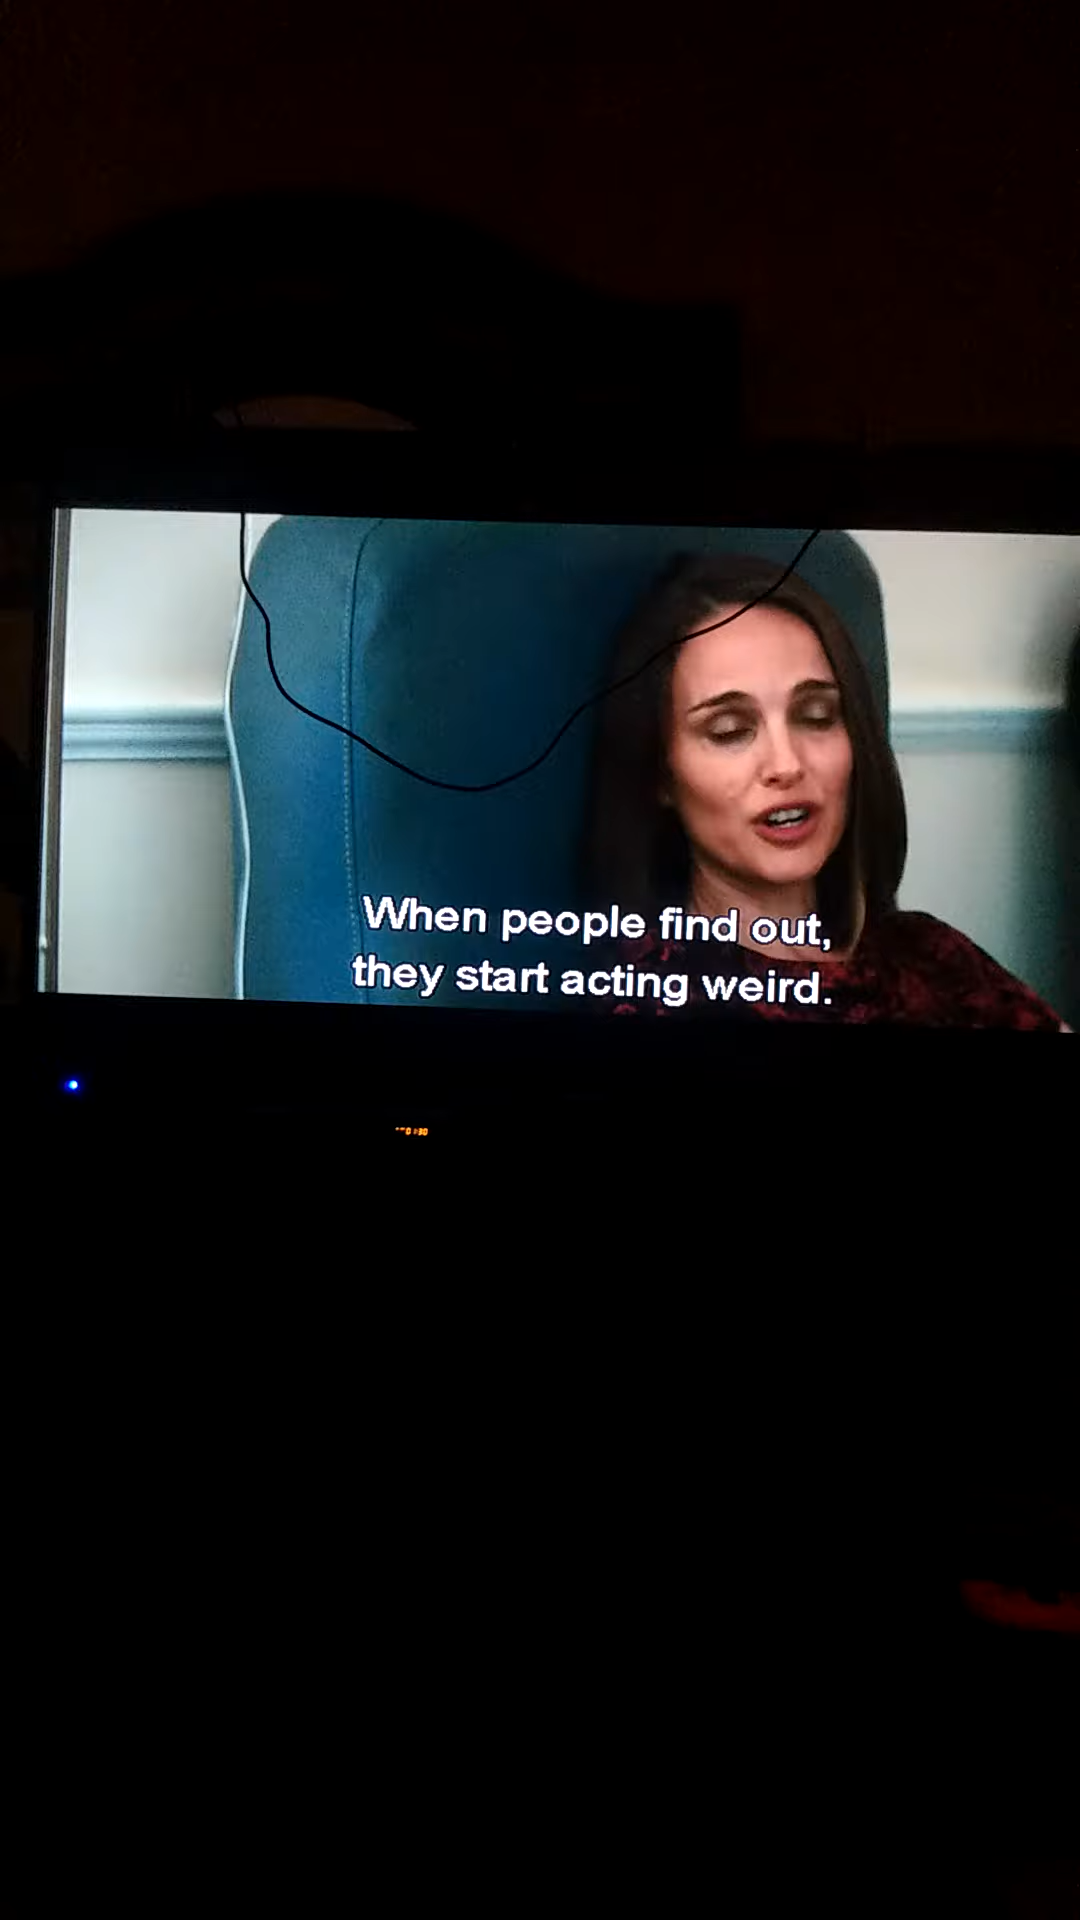 When people find out,
they start acting weird.